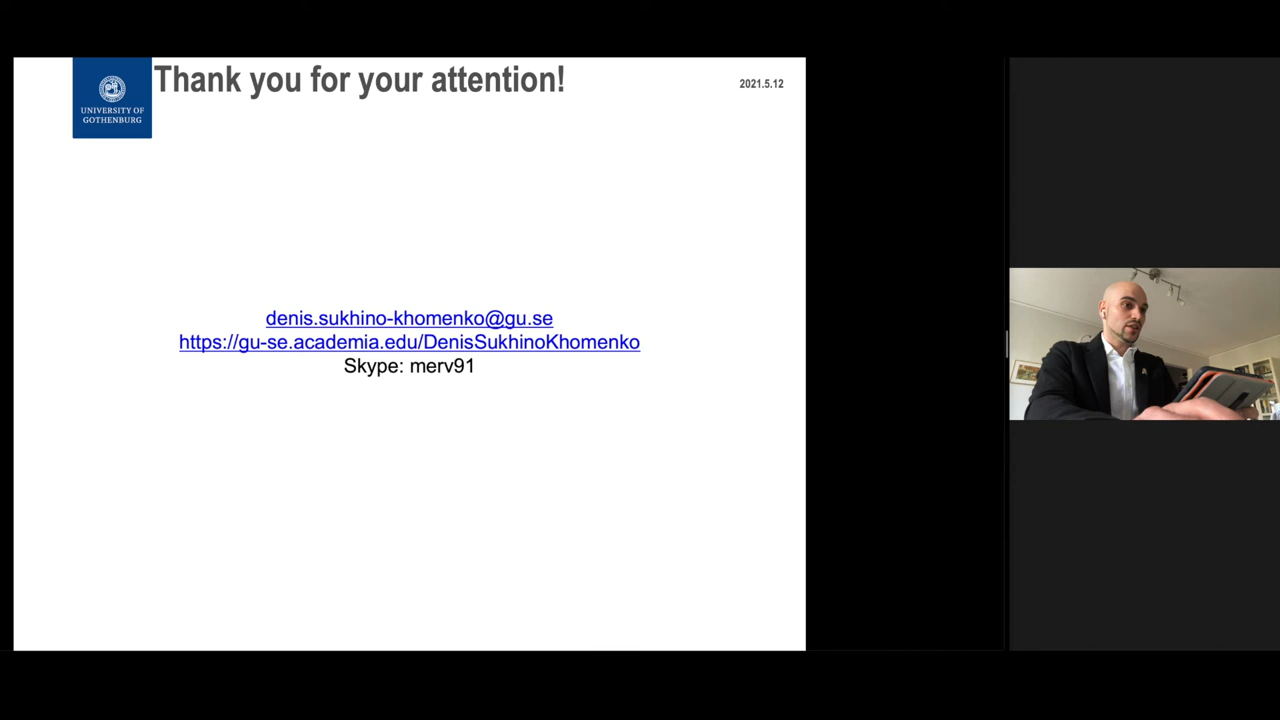 Thank you for your attention!
2021.5.12
UNIVERSITY OF
GOTHENBURG
denis.sukhino-khomenko@gu.se
https://gu-se.academia.edu/DenisSukhinoKhomenko
Skype: merv91